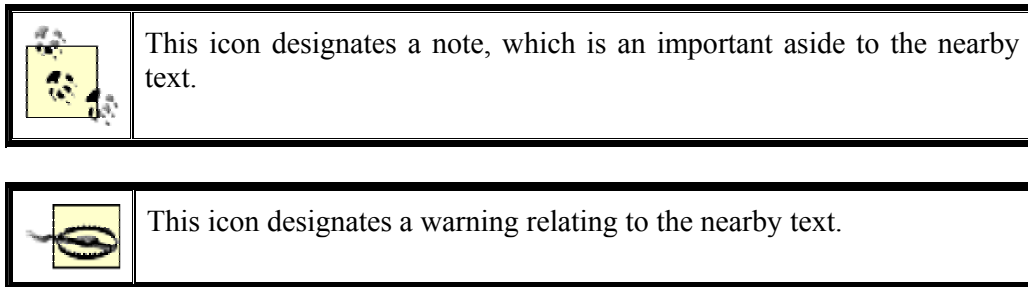 This icon designates a note, which is an important aside to the nearby
text.
This icon designates a warning relating to the nearby text.